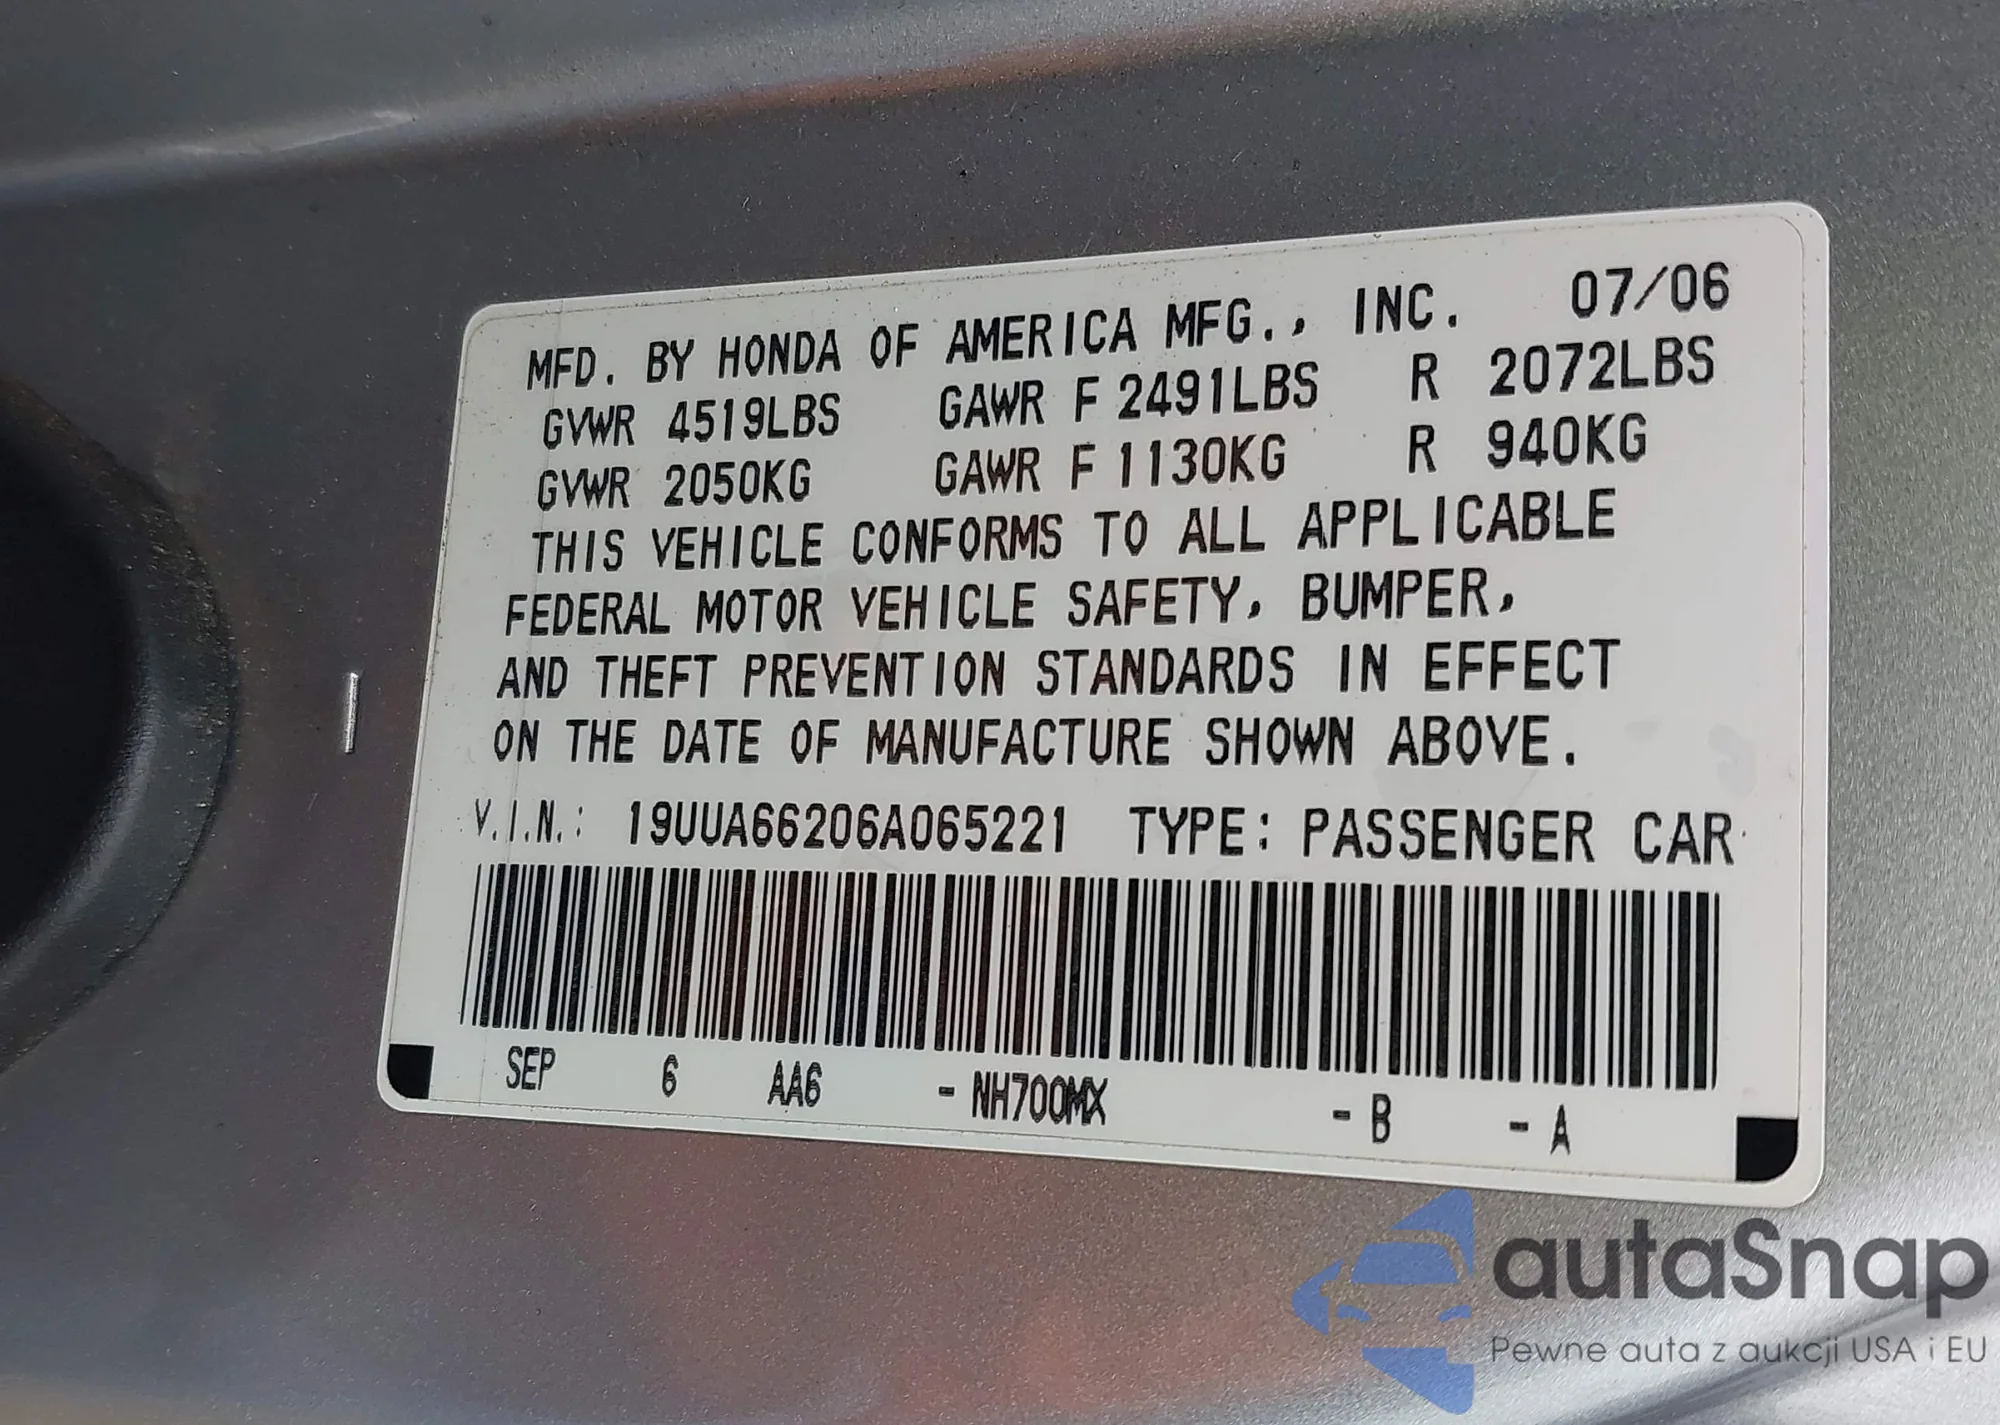 MFD. BY HONDA OF AMERICA MFG., INC. 07/06
GVWR 4519LBS GAWR F 2491LBS R 2072LBS
GVWR 2050KG GAWR F 1130KG R 940KG
THIS VEHICLE CONFORMS TO ALL APPLICABLE
FEDERAL MOTOR VEHICLE SAFETY, BUMPER,
AND THEFT PREVENTION STANDARDS IN EFFECT
ON THE DATE OF MANUFACTURE SHOWN ABOVE.
V.I.N.: 19UUA66206A065221 TYPE: PASSENGER CAR
SEP 6 AA6 - NH700MX - B - A
autaSnap
Pewne auta z aukcji USA i EU